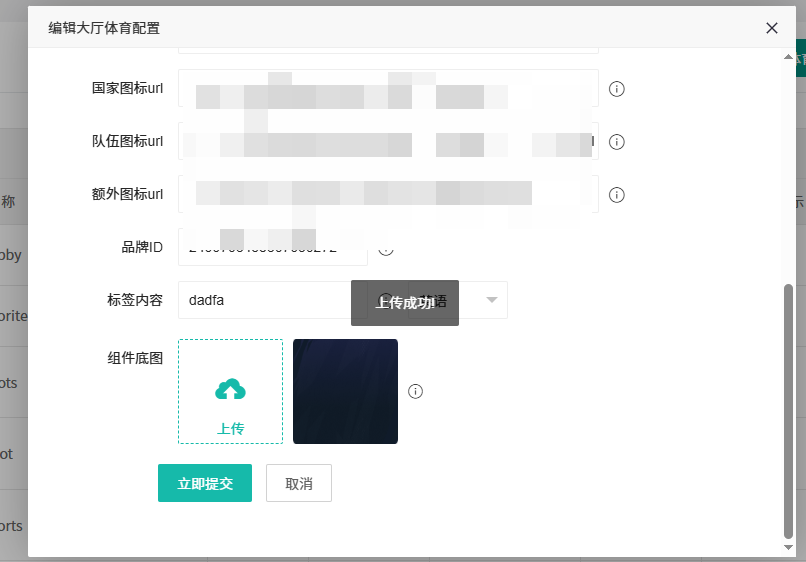 编辑大厅体育配置
国家图标url
队伍图标url
额外图标url
品牌ID
标签内容 dadfa 语
上传成功!
组件底图
上传
立即提交 取消
称
bby
orite
ots
ot
orts